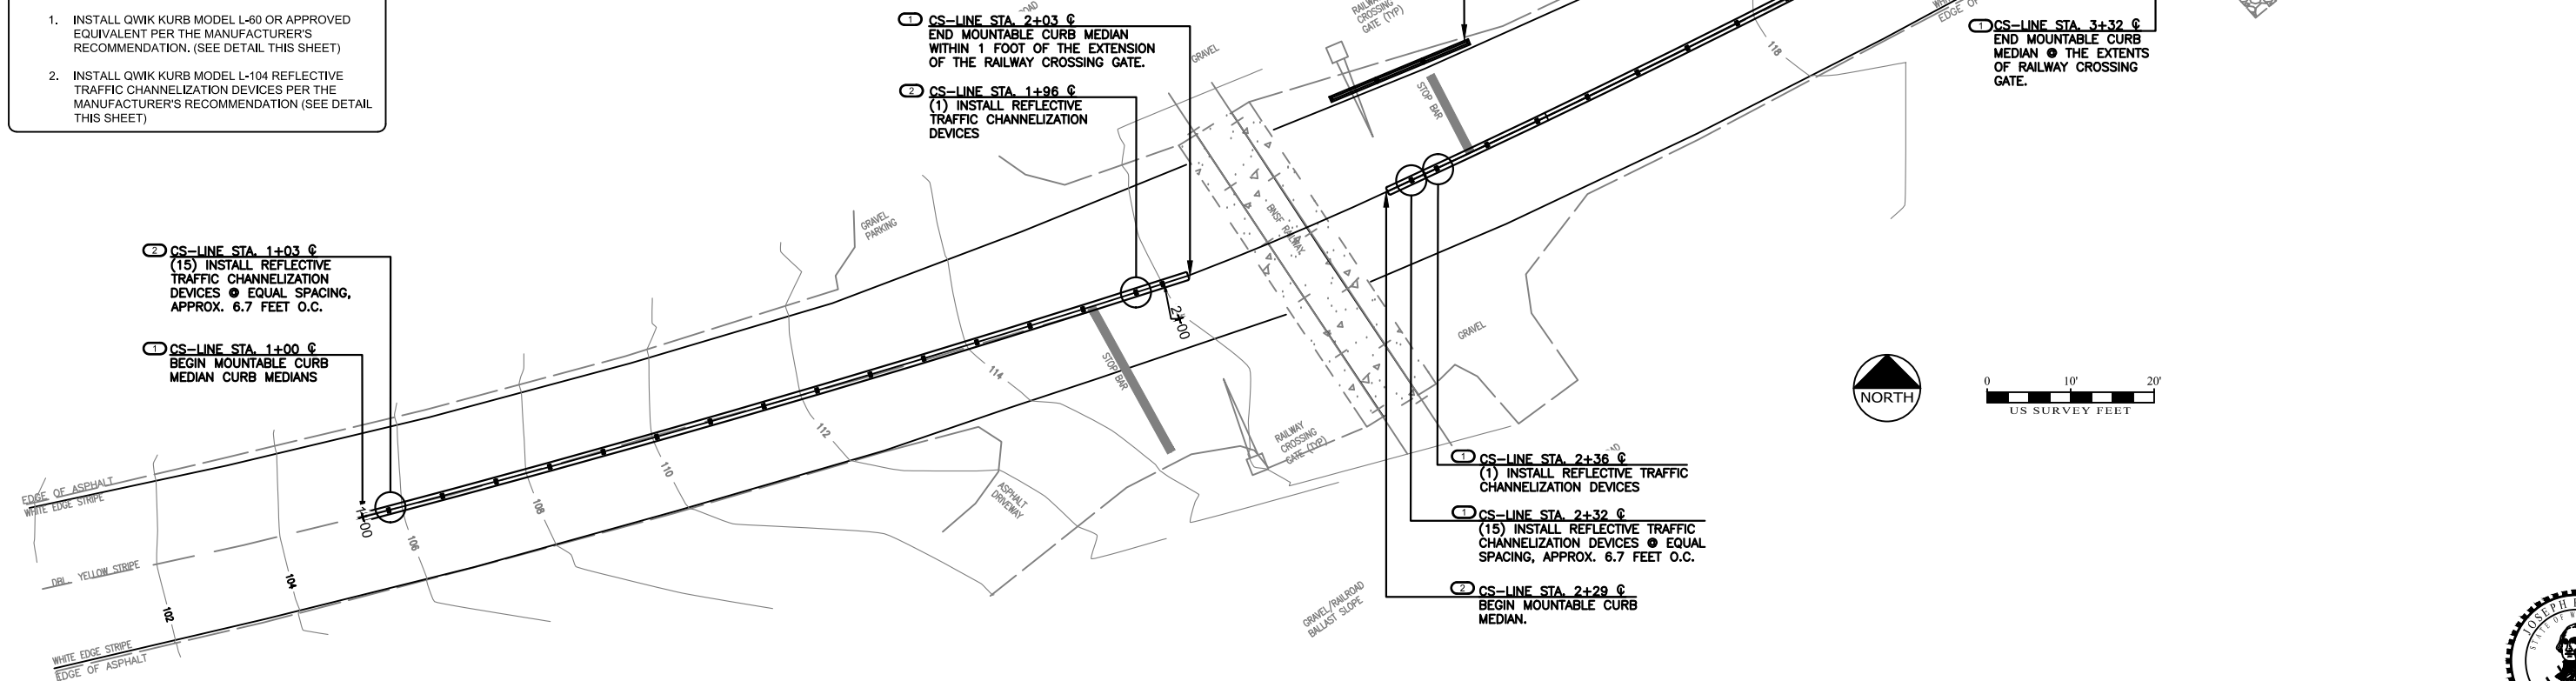 1. INSTALL QWIK KURB MODEL L-60 OR APPROVED
EQUIVALENT PER THE MANUFACTURER'S
RECOMMENDATION. (SEE DETAIL THIS SHEET)
2. INSTALL QWIK KURB MODEL L-104 REFLECTIVE
TRAFFIC CHANNELIZATION DEVICES PER THE
MANUFACTURER'S RECOMMENDATION (SEE DETAIL
THIS SHEET)
1 CS-LINE STA. 2+03 ℄
END MOUNTABLE CURB MEDIAN
WITHIN 1 FOOT OF THE EXTENSION
OF THE RAILWAY CROSSING GATE.
2 CS-LINE STA. 1+96 ℄
(1) INSTALL REFLECTIVE
TRAFFIC CHANNELIZATION
DEVICES
GRAVEL
RAILWAY
CROSSING
GATE (TYP)
STOP BAR
118
EDGE OF
1 CS-LINE STA. 3+32 ℄
END MOUNTABLE CURB
MEDIAN @ THE EXTENTS
OF RAILWAY CROSSING
GATE.
2 CS-LINE STA. 1+03 ℄
(15) INSTALL REFLECTIVE
TRAFFIC CHANNELIZATION
DEVICES @ EQUAL SPACING,
APPROX. 6.7 FEET O.C.
1 CS-LINE STA. 1+00 ℄
BEGIN MOUNTABLE CURB
MEDIAN CURB MEDIANS
GRAVEL
PARKING
BNSF RAILWAY
2+00
GRAVEL
STOP BAR
114
112
110
108
106
104
102
1+00
EDGE OF ASPHALT
WHITE EDGE STRIPE
DBL. YELLOW STRIPE
WHITE EDGE STRIPE
EDGE OF ASPHALT
ASPHALT
DRIVEWAY
RAILWAY
CROSSING
GATE (TYP)
GRAVEL/RAILROAD
BALLAST SLOPE
1 CS-LINE STA. 2+36 ℄
(1) INSTALL REFLECTIVE TRAFFIC
CHANNELIZATION DEVICES
1 CS-LINE STA. 2+32 ℄
(15) INSTALL REFLECTIVE TRAFFIC
CHANNELIZATION DEVICES @ EQUAL
SPACING, APPROX. 6.7 FEET O.C.
2 CS-LINE STA. 2+29 ℄
BEGIN MOUNTABLE CURB
MEDIAN.
NORTH
0 10' 20'
US SURVEY FEET
JOSEPH
STATE OF